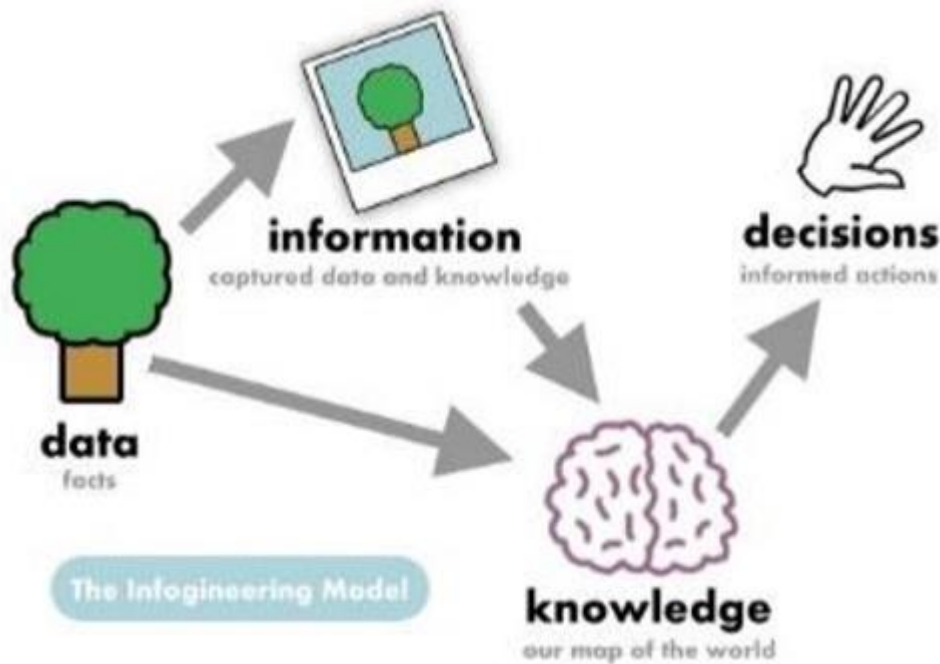 information
captured data and knowledge
decisions
informed actions
data
facts
The Infogineering Model
knowledge
our map of the world